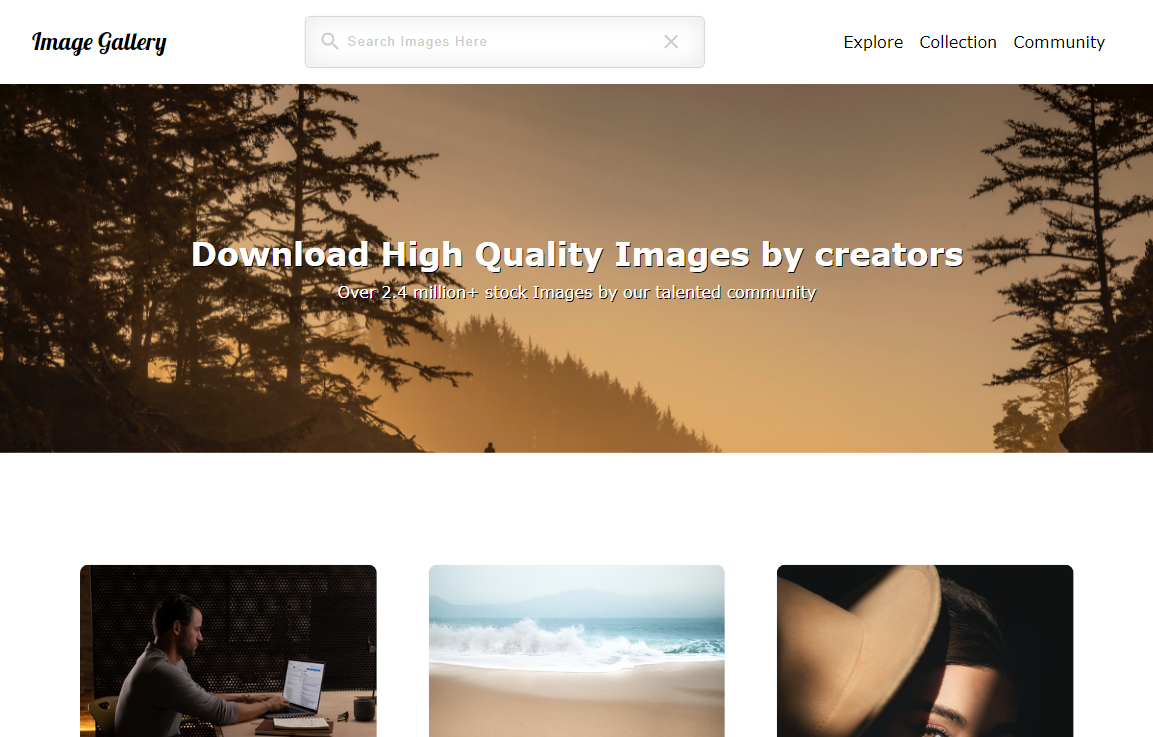 Image Gallery
Search Images Here
Explore Collection Community
Download High Quality Images by creators
Over 2.4 million+ stock Images by our talented community